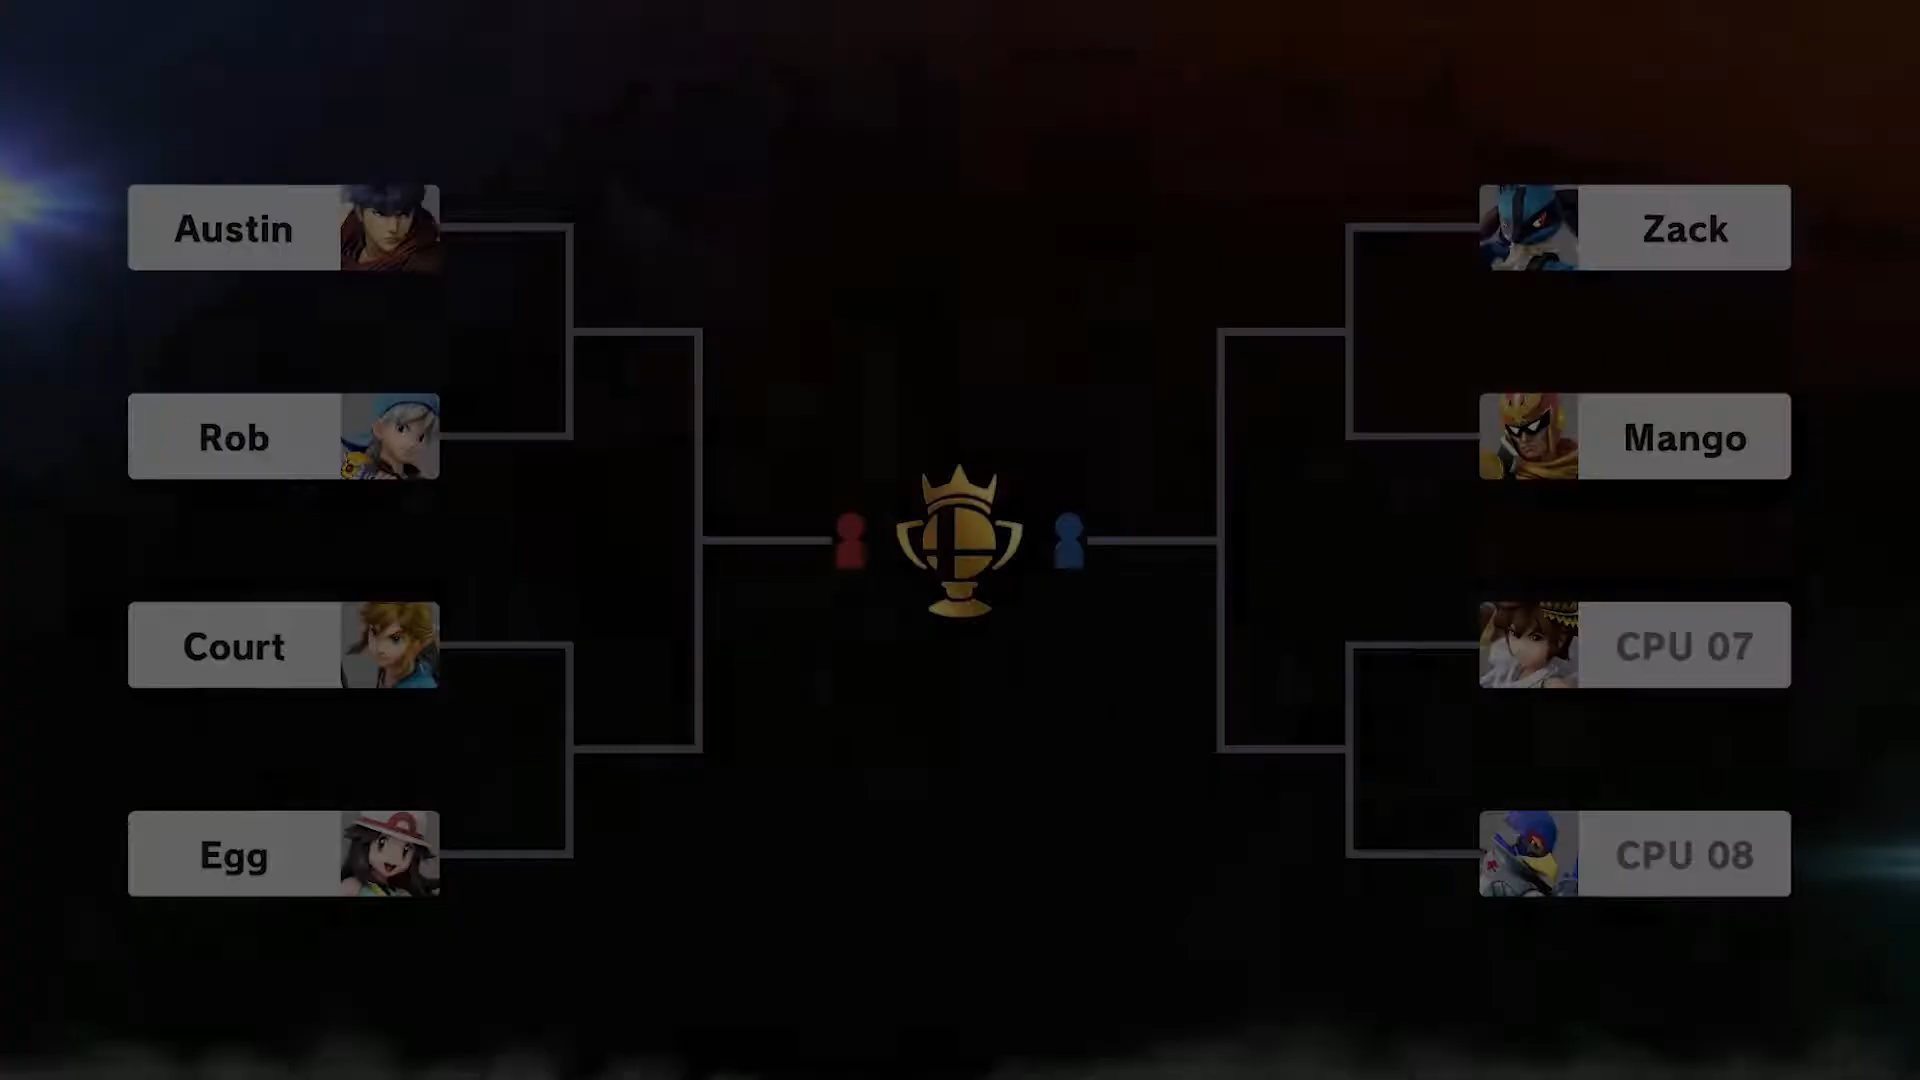 Austin
Rob
Court
Egg
Zack
Mango
CPU 07
CPU 08